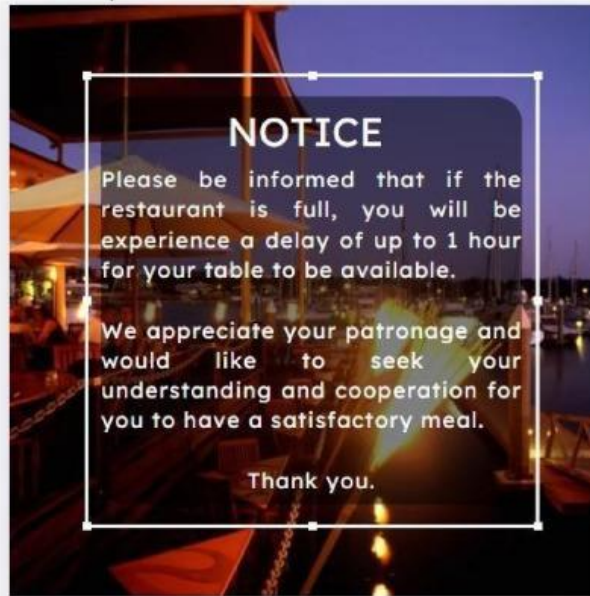 NOTICE
Please be informed that if the
restaurant is full, you will be
experience a delay of up to 1 hour
for your table to be available.
We appreciate your patronage and
would like to seek your
understanding and cooperation for
you to have a satisfactory meal.
Thank you.